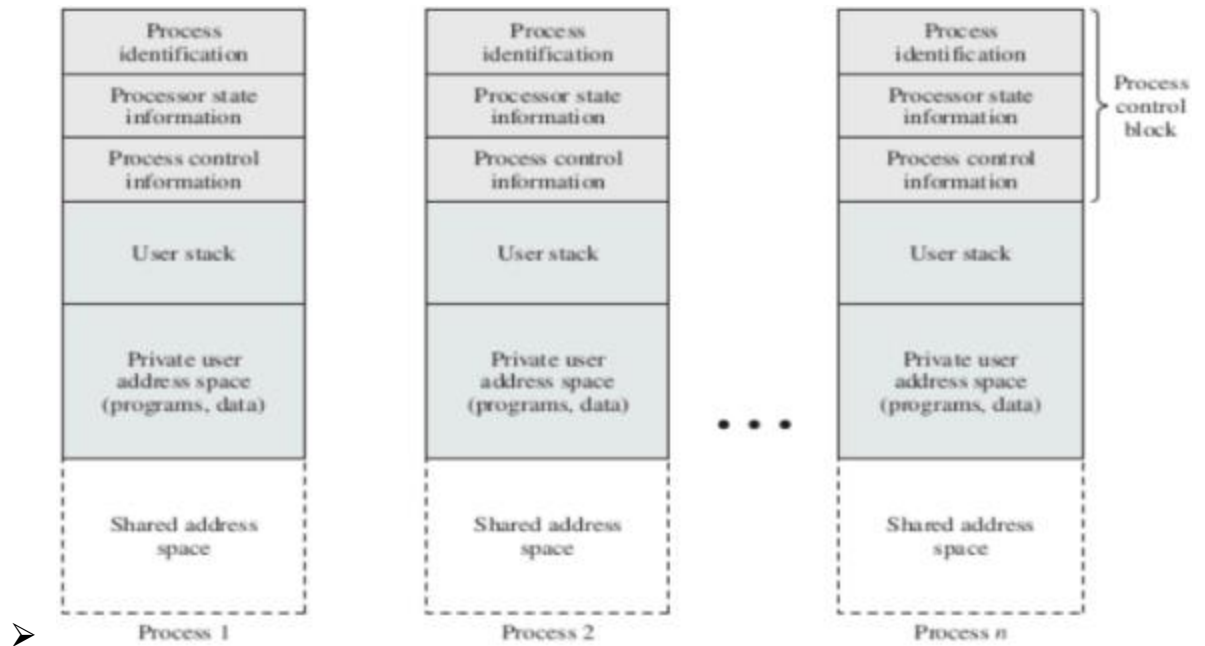 Process
identification
Processor state
information
Process control
information
User stack
Private user
address space
(programs, data)
Shared address
space
Process 1
Process
identification
Processor state
information
Process control
information
User stack
Private user
address space
(programs, data)
Shared address
space
Process 2
• • •
Process
identification
Processor state
information
Process control
information
User stack
Private user
address space
(programs, data)
Shared address
space
Process n
Process
control
block